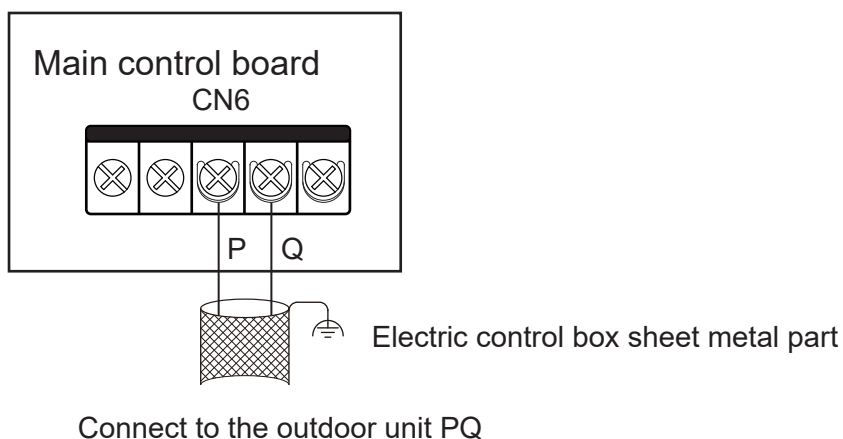 Main control board
CN6
P Q
Electric control box sheet metal part
Connect to the outdoor unit PQ